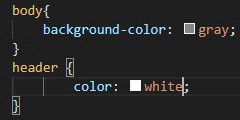 body{
    background-color: gray;
}
header {
        color: white;
}